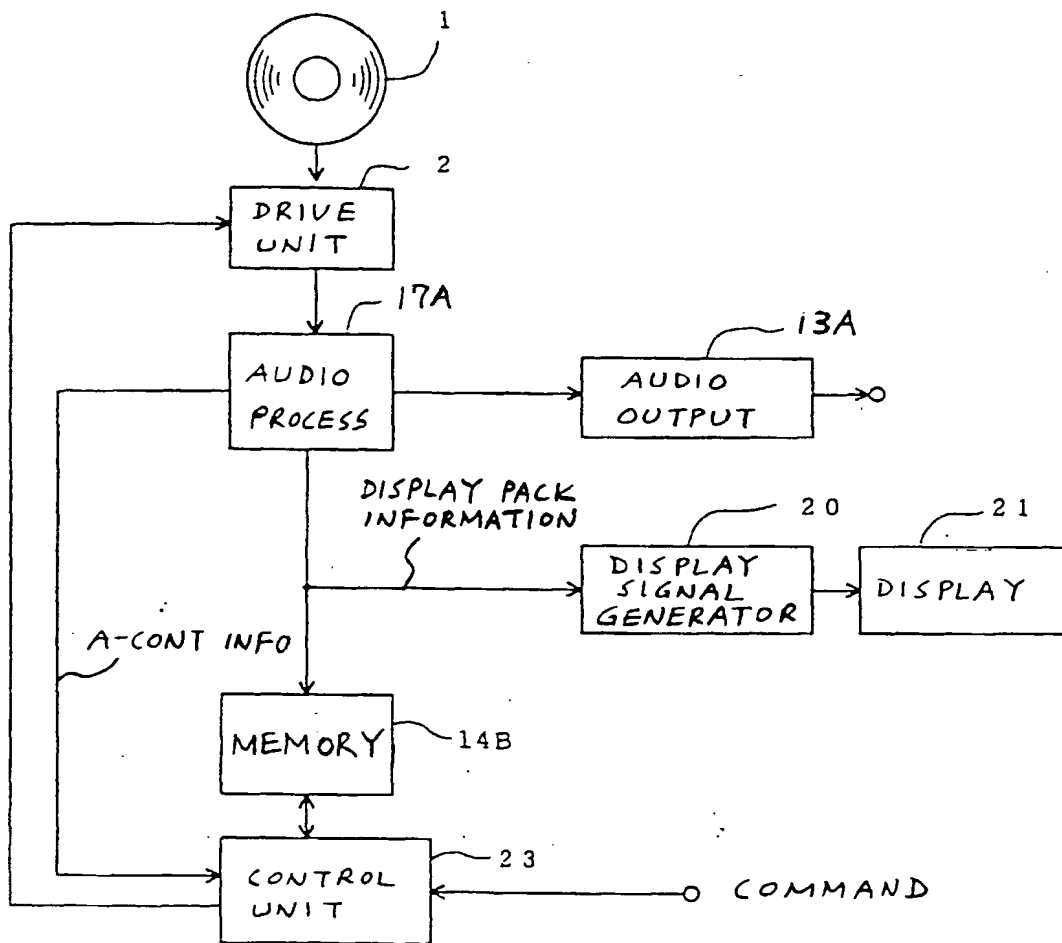 1
2
DRIVE
UNIT
17A
AUDIO
PROCESS
13A
AUDIO
OUTPUT
DISPLAY PACK
INFORMATION
20
DISPLAY
SIGNAL
GENERATOR
21
DISPLAY
A-CONT INFO
MEMORY
14B
23
CONTROL
UNIT
COMMAND